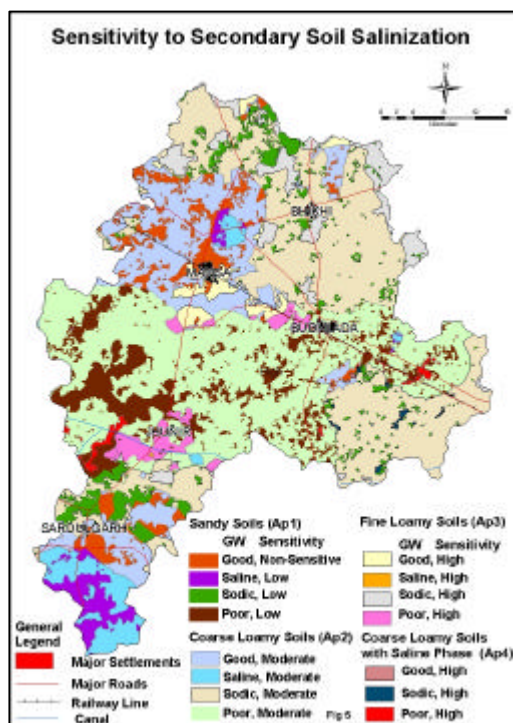 Sensitivity to Secondary Soil Salinization
N
BHIKHI
BUDHLADA
SARDULGARH
Sandy Soils (Ap1)
GW Sensitivity
Good, Non-Sensitive
Saline, Low
Sodic, Low
Poor, Low
Fine Loamy Soils (Ap3)
GW Sensitivity
Good, High
Saline, High
Sodic, High
Poor, High
General
Legend
Major Settlements
Major Roads
Railway Line
Canal
Coarse Loamy Soils (Ap2)
Good, Moderate
Saline, Moderate
Sodic, Moderate
Poor, Moderate
Fig 5
Coarse Loamy Soils
with Saline Phase (Ap4)
Good, High
Sodic, High
Poor, High